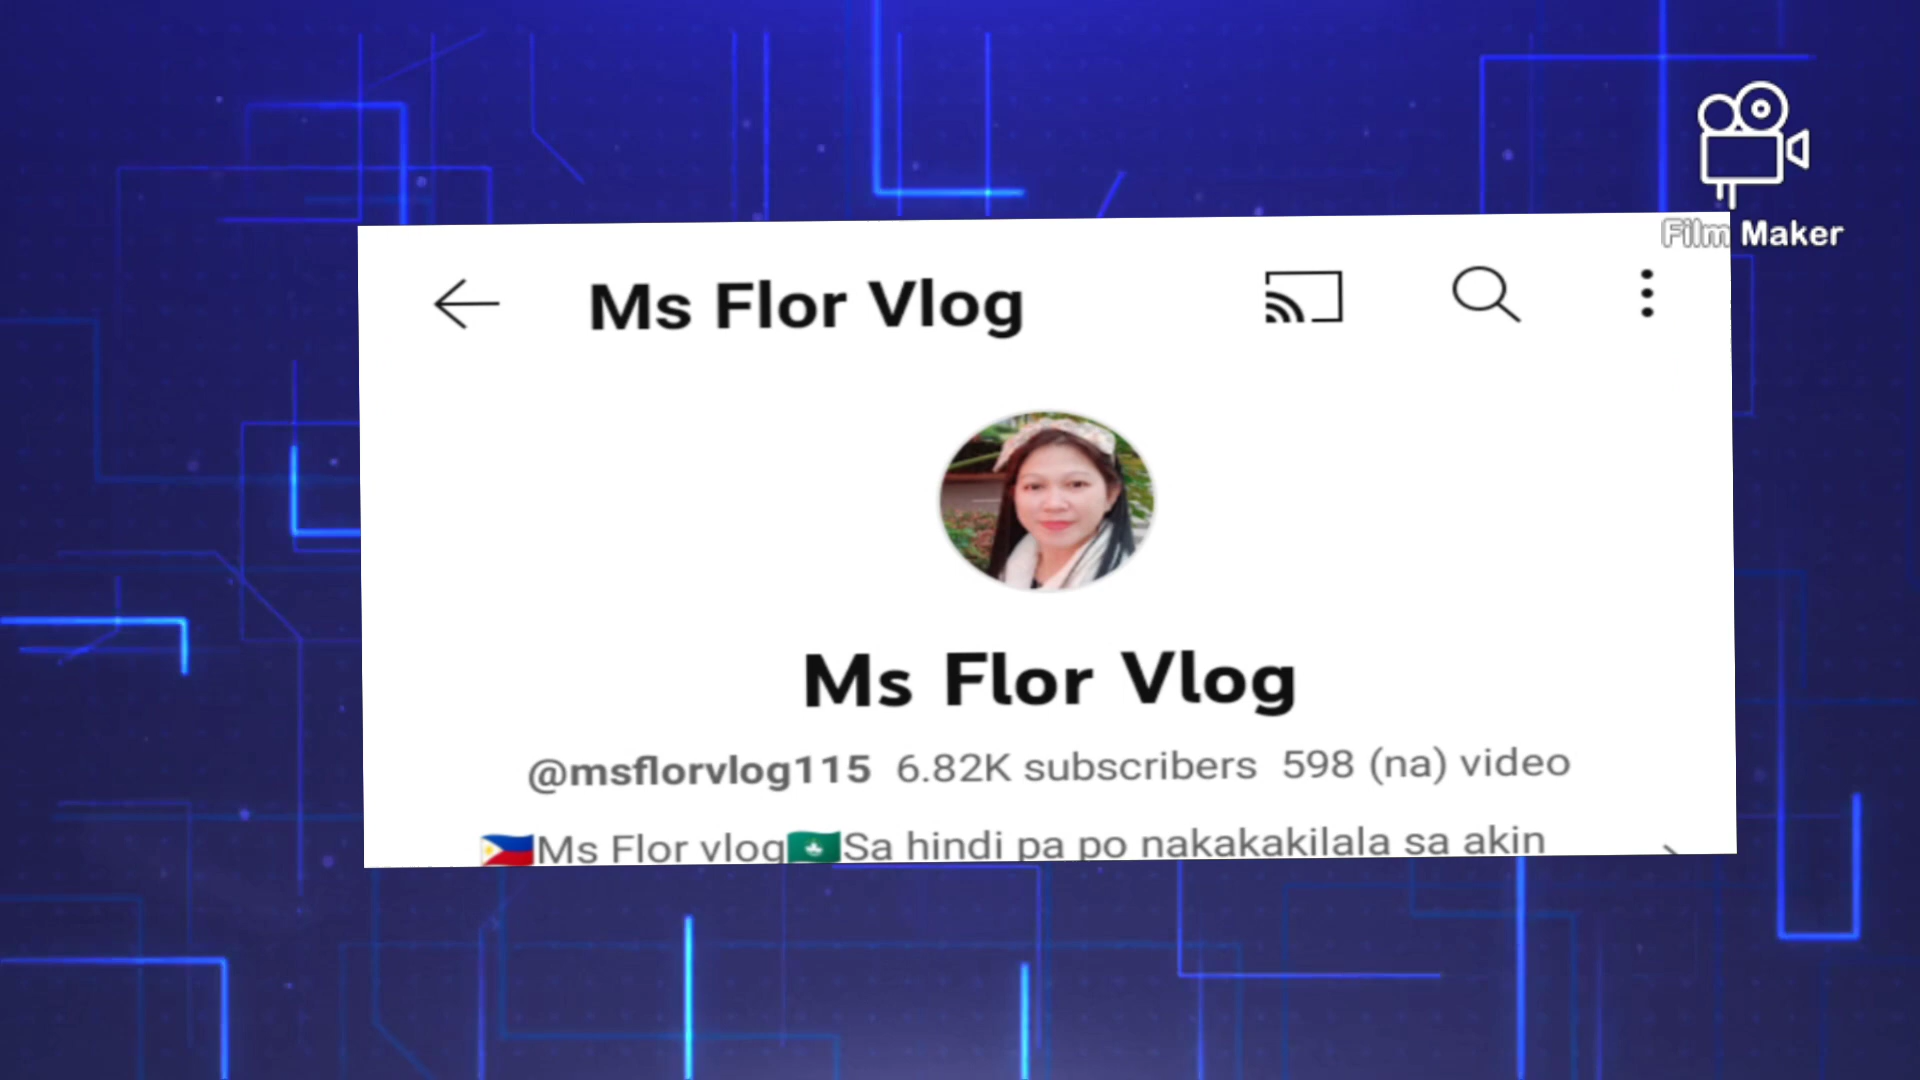 Film Maker
Ms Flor Vlog
Ms Flor Vlog
@msflorvlog115 6.82K subscribers 598 (na) video
🇵🇭Ms Flor vlog🇲🇴Sa hindi pa po nakakakilala sa akin